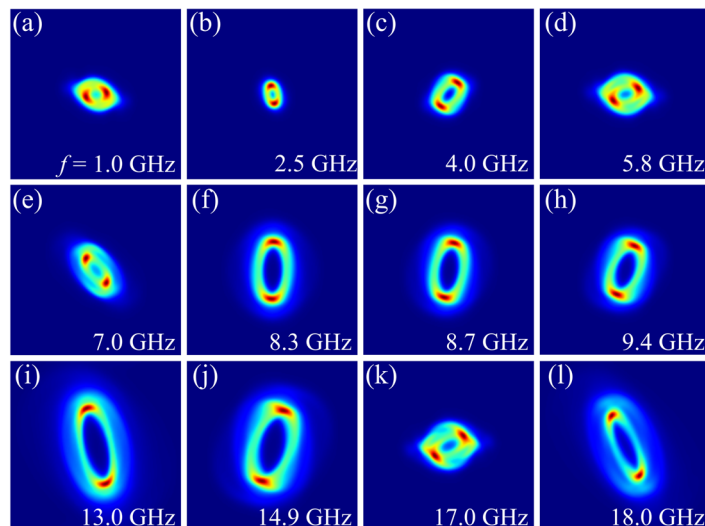 (a) (b) (c) (d)
f = 1.0 GHz 2.5 GHz 4.0 GHz 5.8 GHz
(e) (f) (g) (h)
7.0 GHz 8.3 GHz 8.7 GHz 9.4 GHz
(i) (j) (k) (l)
13.0 GHz 14.9 GHz 17.0 GHz 18.0 GHz